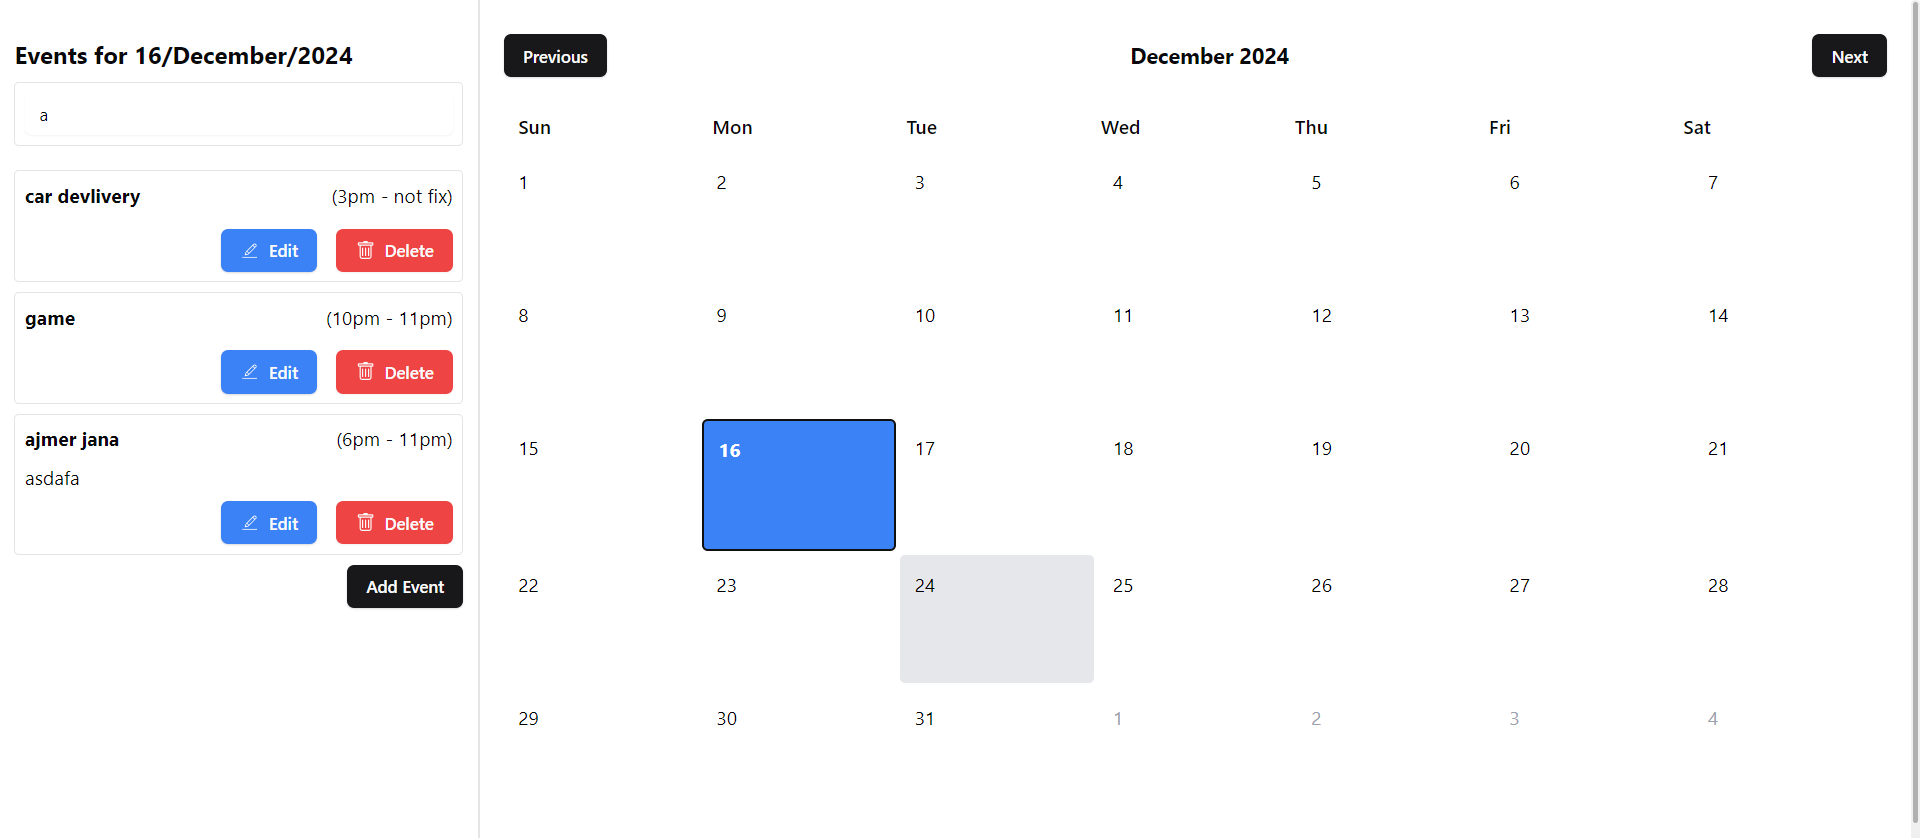 Events for 16/December/2024
a
car devlivery (3pm - not fix)
Edit Delete
game (10pm - 11pm)
Edit Delete
ajmer jana (6pm - 11pm)
asdafa
Edit Delete
Add Event
Previous December 2024 Next
Sun Mon Tue Wed Thu Fri Sat
1 2 3 4 5 6 7
8 9 10 11 12 13 14
15 16 17 18 19 20 21
22 23 24 25 26 27 28
29 30 31 1 2 3 4